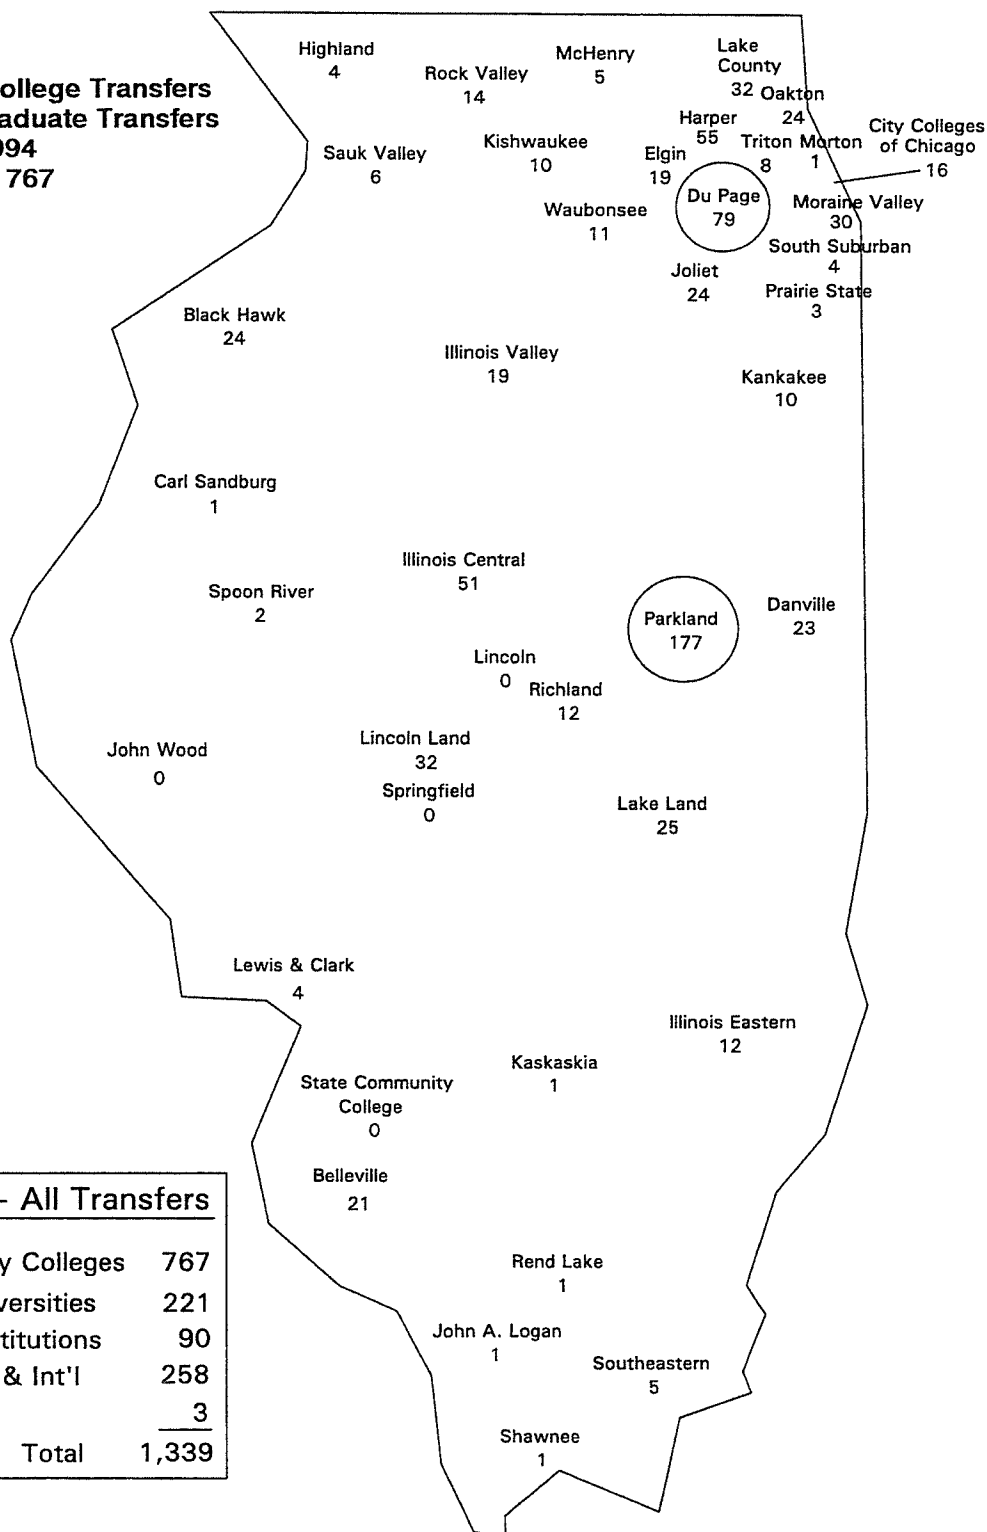 ollege Transfers
aduate Transfers
994
767
Highland
4
Rock Valley
14
McHenry
5
Lake
County
32
Oakton
24
Harper
55
Triton
8
Morton
1
City Colleges
of Chicago
16
Sauk Valley
6
Kishwaukee
10
Elgin
19
Du Page
79
Waubonsee
11
Moraine Valley
30
South Suburban
4
Joliet
24
Prairie State
3
Black Hawk
24
Illinois Valley
19
Kankakee
10
Carl Sandburg
1
Illinois Central
51
Spoon River
2
Parkland
177
Danville
23
Lincoln
0
Richland
12
John Wood
0
Lincoln Land
32
Springfield
0
Lake Land
25
Lewis & Clark
4
Illinois Eastern
12
Kaskaskia
1
State Community
College
0
Belleville
21
Rend Lake
1
John A. Logan
1
Southeastern
5
Shawnee
1
- All Transfers
y Colleges 767
versities 221
titutions 90
& Int'l 258
3
Total 1,339